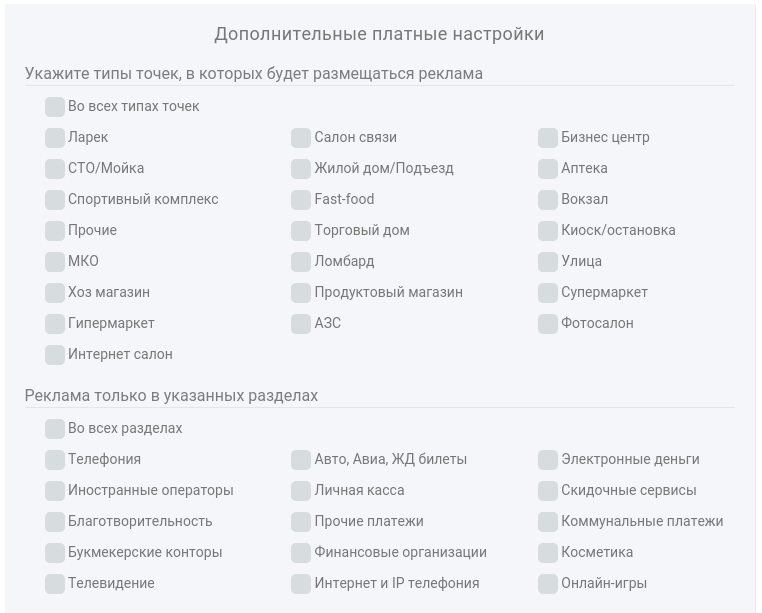 Дополнительные платные настройки
Укажите типы точек, в которых будет размещаться реклама
Во всех типах точек
Ларек Салон связи Бизнес центр
СТО/Мойка Жилой дом/Подъезд Аптека
Спортивный комплекс Fast-food Вокзал
Прочие Торговый дом Киоск/остановка
МКО Ломбард Улица
Хоз магазин Продуктовый магазин Супермаркет
Гипермаркет АЗС Фотосалон
Интернет салон
Реклама только в указанных разделах
Во всех разделах
Телефония Авто, Авиа, ЖД билеты Электронные деньги
Иностранные операторы Личная касса Скидочные сервисы
Благотворительность Прочие платежи Коммунальные платежи
Букмекерские конторы Финансовые организации Косметика
Телевидение Интернет и IP телефония Онлайн-игры